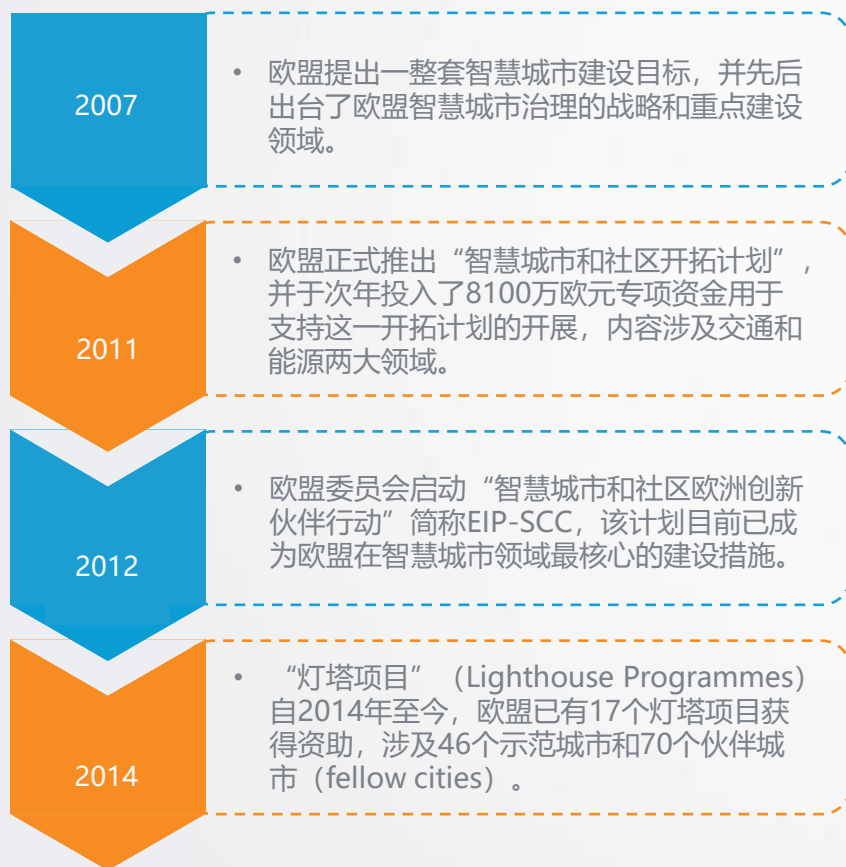 2007
• 欧盟提出一整套智慧城市建设目标，并先后
出台了欧盟智慧城市治理的战略和重点建设
领域。
2011
• 欧盟正式推出“智慧城市和社区开拓计划”，
并于次年投入了8100万欧元专项资金用于
支持这一开拓计划的开展，内容涉及交通和
能源两大领域。
2012
• 欧盟委员会启动“智慧城市和社区欧洲创新
伙伴行动”简称EIP-SCC，该计划目前已成
为欧盟在智慧城市领域最核心的建设措施。
2014
• “灯塔项目”（Lighthouse Programmes）
自2014年至今，欧盟已有17个灯塔项目获
得资助，涉及46个示范城市和70个伙伴城
市（fellow cities）。